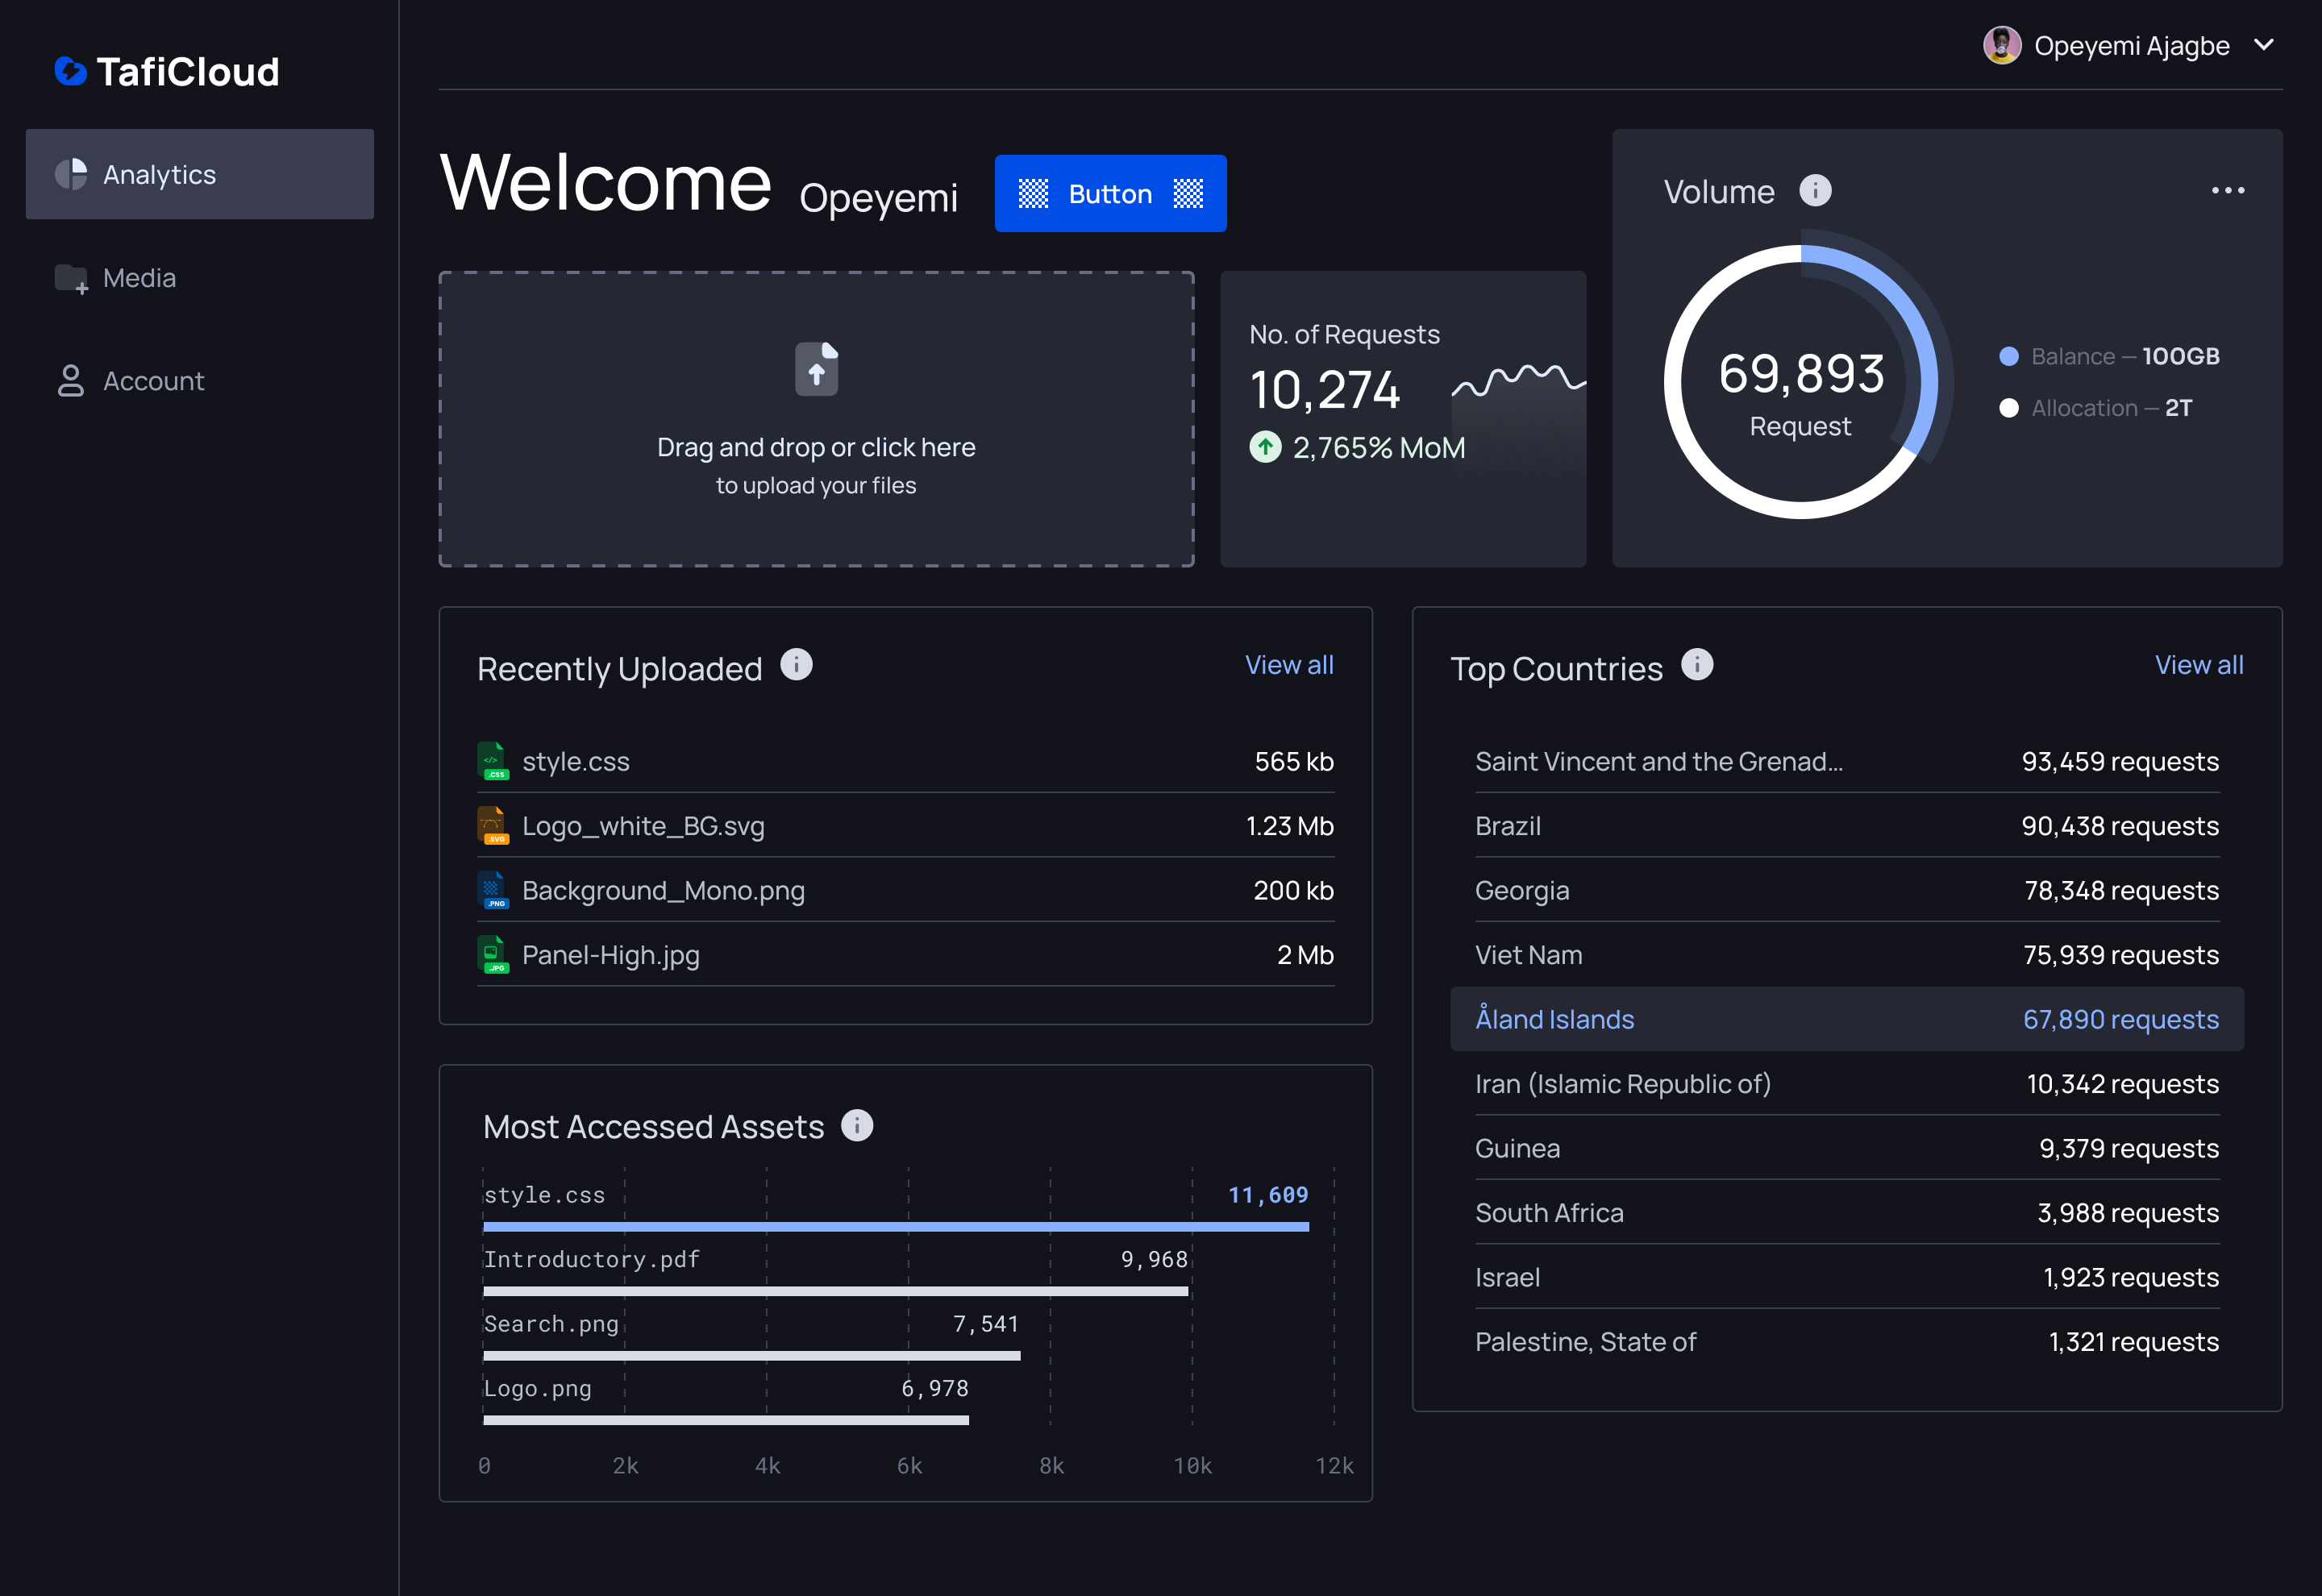 TafiCloud
Opeyemi Ajagbe
Analytics
Media
Account
Welcome Opeyemi
Button
Drag and drop or click here
to upload your files
No. of Requests
10,274
2,765% MoM
Volume
69,893
Request
Balance — 100GB
Allocation — 2T
Recently Uploaded
View all
.CSS
style.css 565 kb
.SVG
Logo_white_BG.svg 1.23 Mb
.PNG
Background_Mono.png 200 kb
.JPG
Panel-High.jpg 2 Mb
Most Accessed Assets
style.css 11,609
Introductory.pdf 9,968
Search.png 7,541
Logo.png 6,978
0 2k 4k 6k 8k 10k 12k
Top Countries
View all
Saint Vincent and the Grenad... 93,459 requests
Brazil 90,438 requests
Georgia 78,348 requests
Viet Nam 75,939 requests
Åland Islands 67,890 requests
Iran (Islamic Republic of) 10,342 requests
Guinea 9,379 requests
South Africa 3,988 requests
Israel 1,923 requests
Palestine, State of 1,321 requests